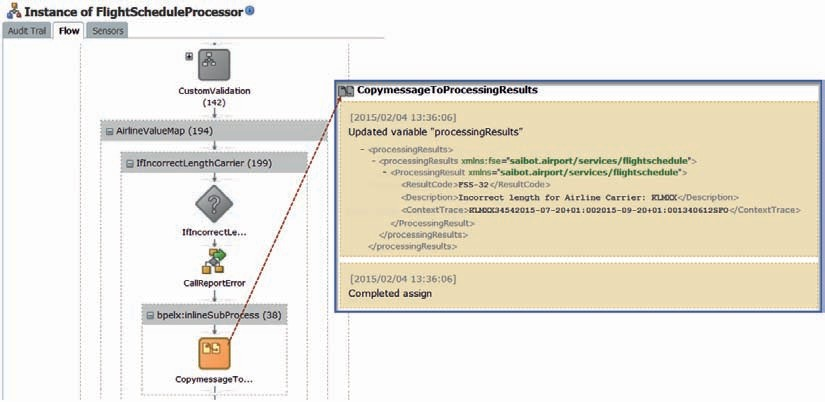 Instance of FlightScheduleProcessor
Audit Trail Flow Sensors
CustomValidation
(142)
AirlineValueMap (194)
IfIncorrectLengthCarrier (199)
IfIncorrectLe...
CallReportError
bpelx:inlineSubProcess (38)
CopymessageTo...
CopymessageToProcessingResults
[2015/02/04 13:36:06]
Updated variable "processingResults"
- <processingResults>
- <processingResults xmlns:fse="saibot.airport/services/flightschedule">
- <ProcessingResult xmlns="saibot.airport/services/flightschedule">
<ResultCode>FSS-32</ResultCode>
<Description>Incorrect length for Airline Carrier: KLMXX</Description>
<ContextTrace>KLMXX34542015-07-20+01:002015-09-20+01:001340612SFO</ContextTrace>
</ProcessingResult>
</processingResults>
</processingResults>
[2015/02/04 13:36:06]
Completed assign